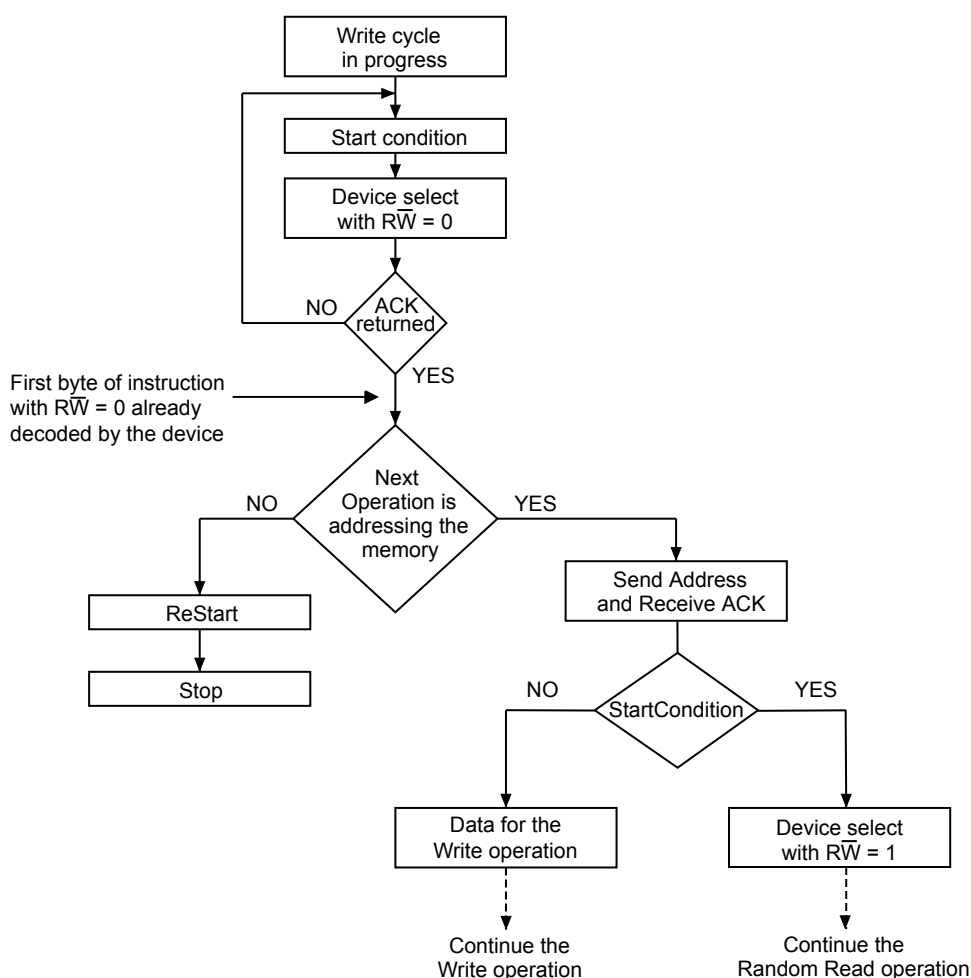 Write cycle
in progress
Start condition
Device select
with RW̅ = 0
ACK
returned
NO
YES
First byte of instruction
with RW̅ = 0 already
decoded by the device
Next
Operation is
addressing the
memory
NO
YES
Send Address
and Receive ACK
ReStart
Stop
StartCondition
NO
YES
Data for the
Write operation
Device select
with RW̅ = 1
Continue the
Write operation
Continue the
Random Read operation